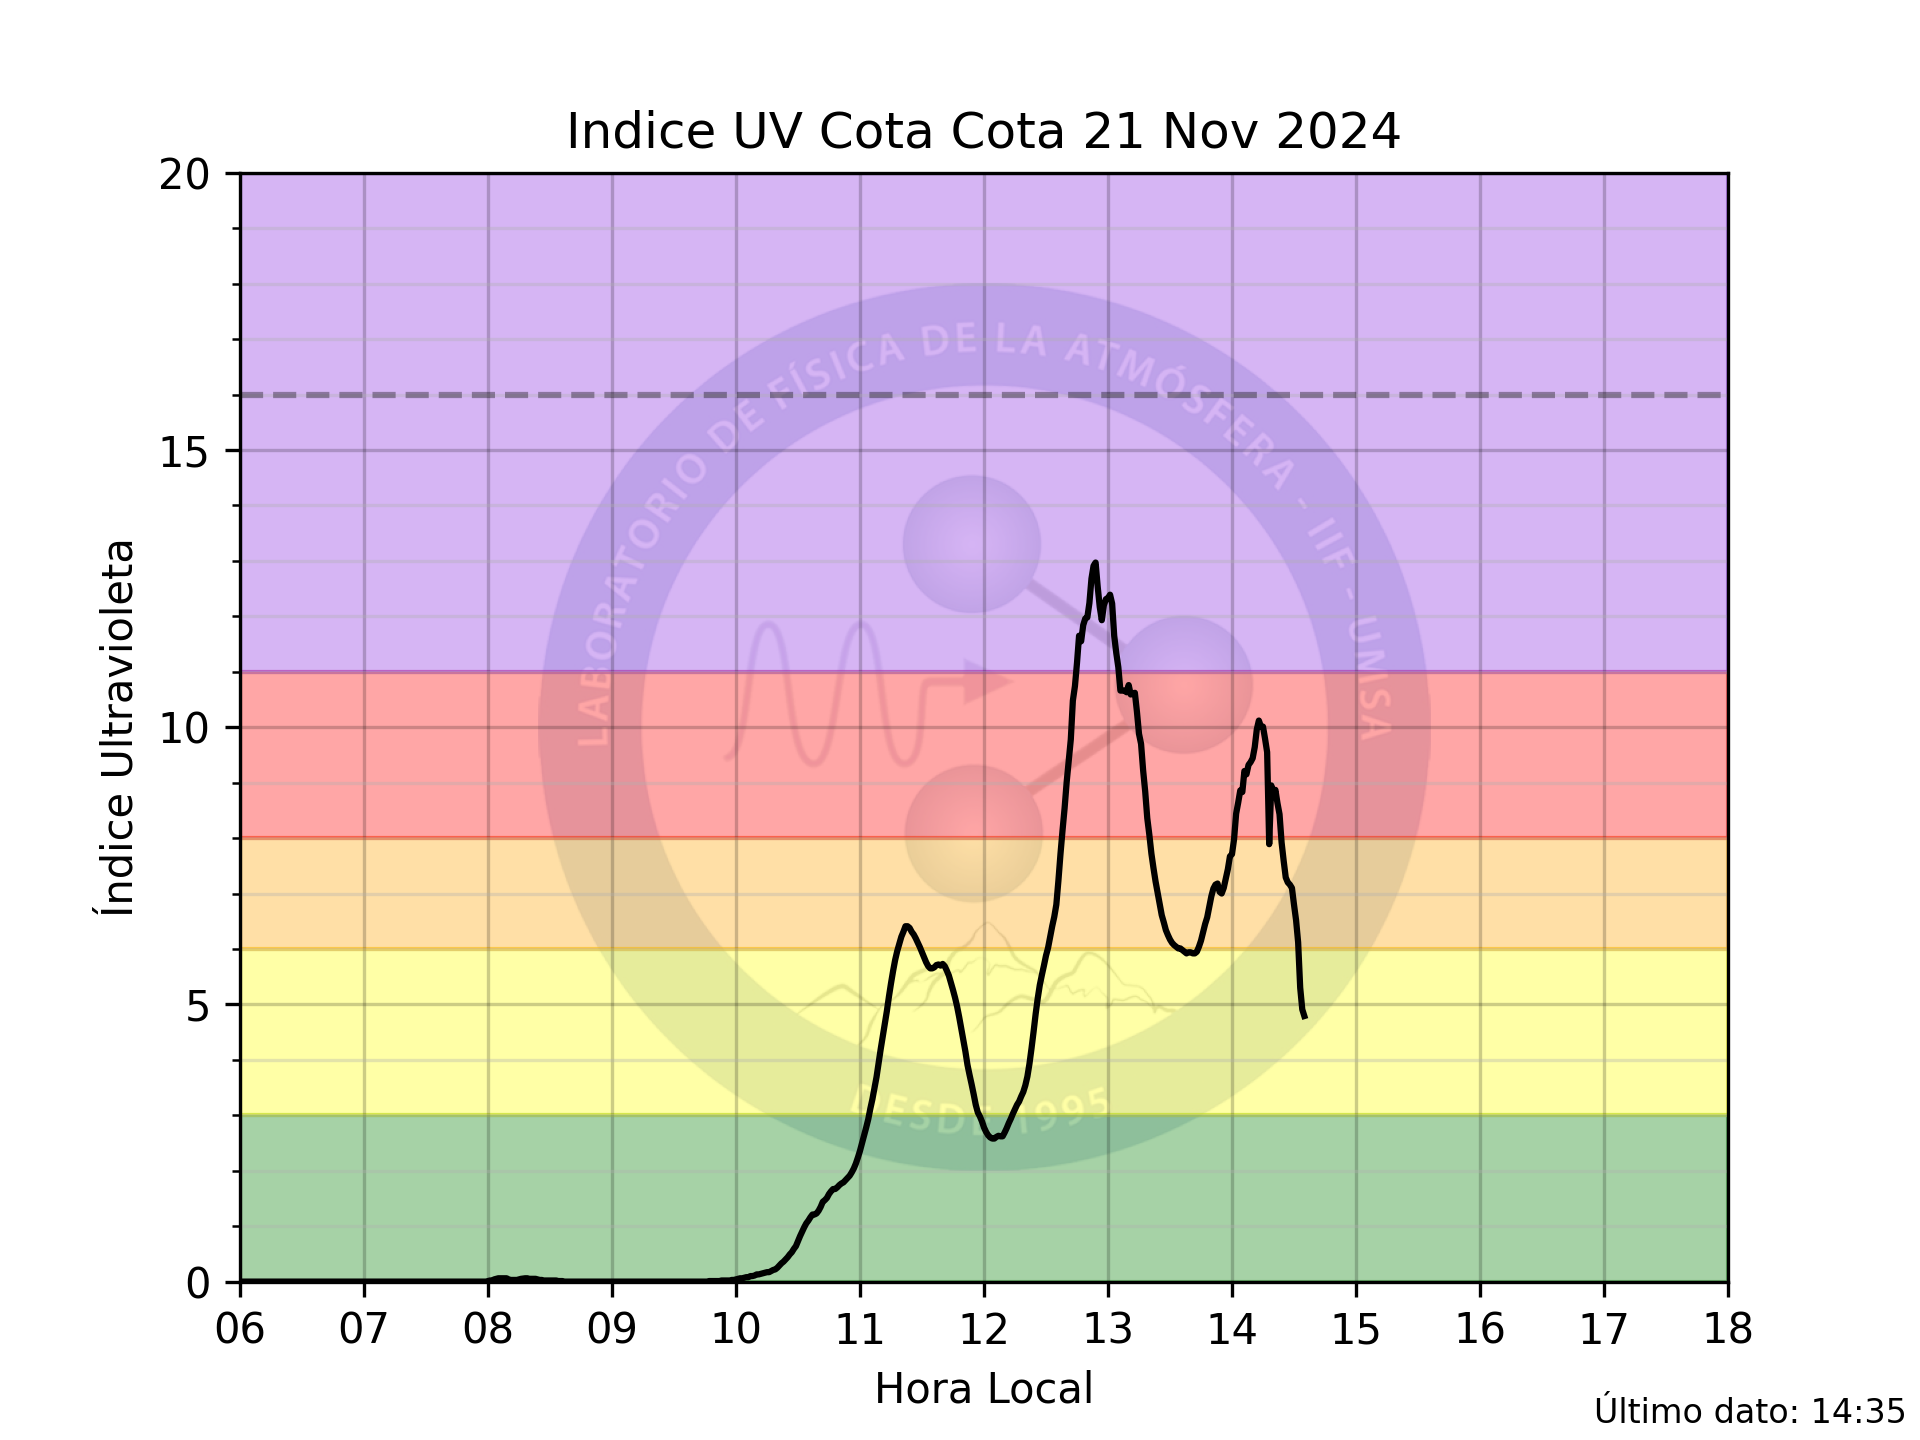 Indice UV Cota Cota 21 Nov 2024
20
15
10
5
0
Índice Ultravioleta
LABORATORIO DE FÍSICA DE LA ATMÓSFERA - IIF - UMSA
DESDE 1995
06 07 08 09 10 11 12 13 14 15 16 17 18
Hora Local
Último dato: 14:35